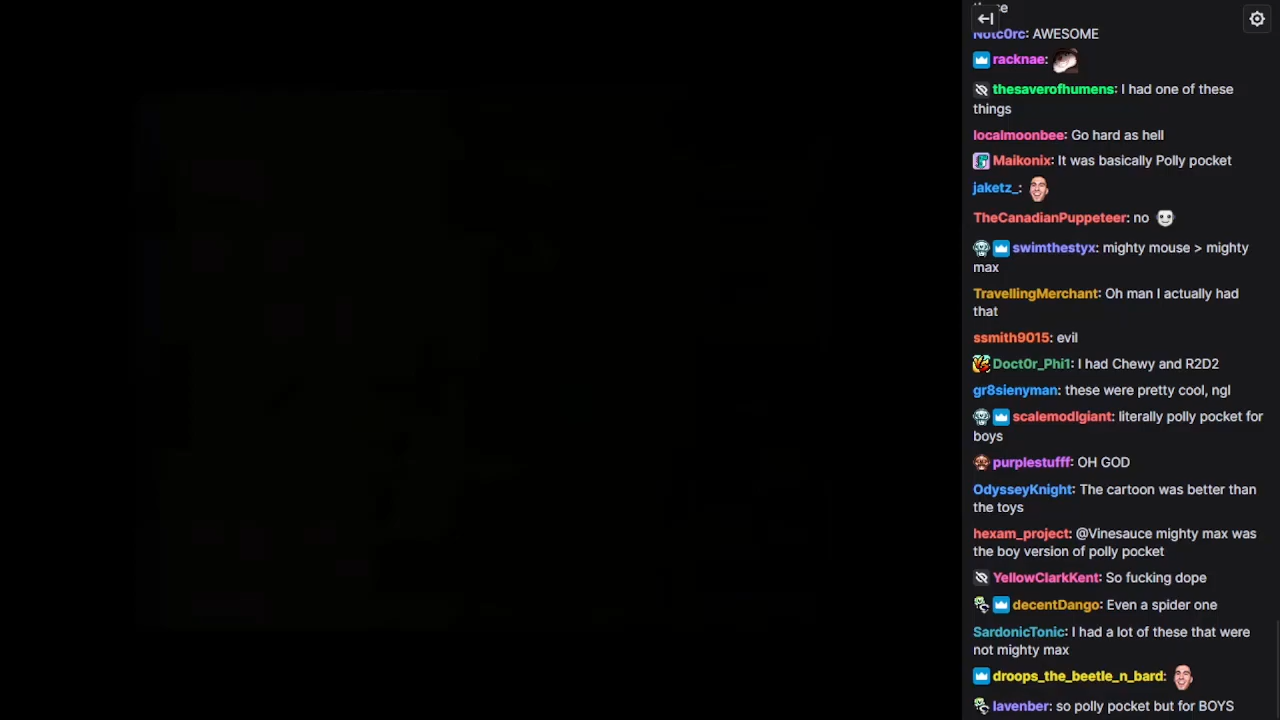 Notc0rc: AWESOME
racknae:
thesaverofhumens: I had one of these
things
localmoonbee: Go hard as hell
Maikonix: It was basically Polly pocket
jaketz_:
TheCanadianPuppeteer: no
swimthestyx: mighty mouse > mighty
max
TravellingMerchant: Oh man I actually had
that
ssmith9015: evil
Doct0r_Phi1: I had Chewy and R2D2
gr8sienyman: these were pretty cool, ngl
scalemodlgiant: literally polly pocket for
boys
purplestufff: OH GOD
OdysseyKnight: The cartoon was better than
the toys
hexam_project: @Vinesauce mighty max was
the boy version of polly pocket
YellowClarkKent: So fucking dope
decentDango: Even a spider one
SardonicTonic: I had a lot of these that were
not mighty max
droops_the_beetle_n_bard:
lavenber: so polly pocket but for BOYS